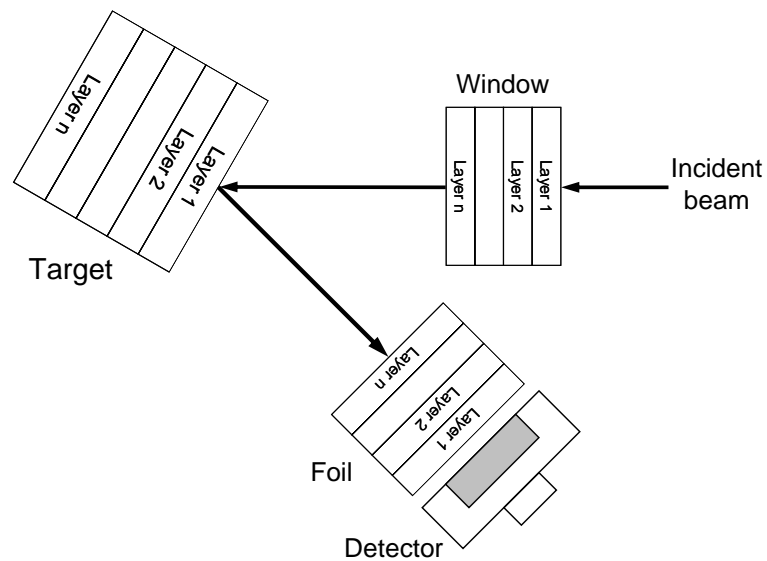 Window
Layer n
Layer 2
Layer 1
Incident
beam
Layer n
Layer 2
Layer 1
Target
Layer n
Layer 2
Layer 1
Foil
Detector